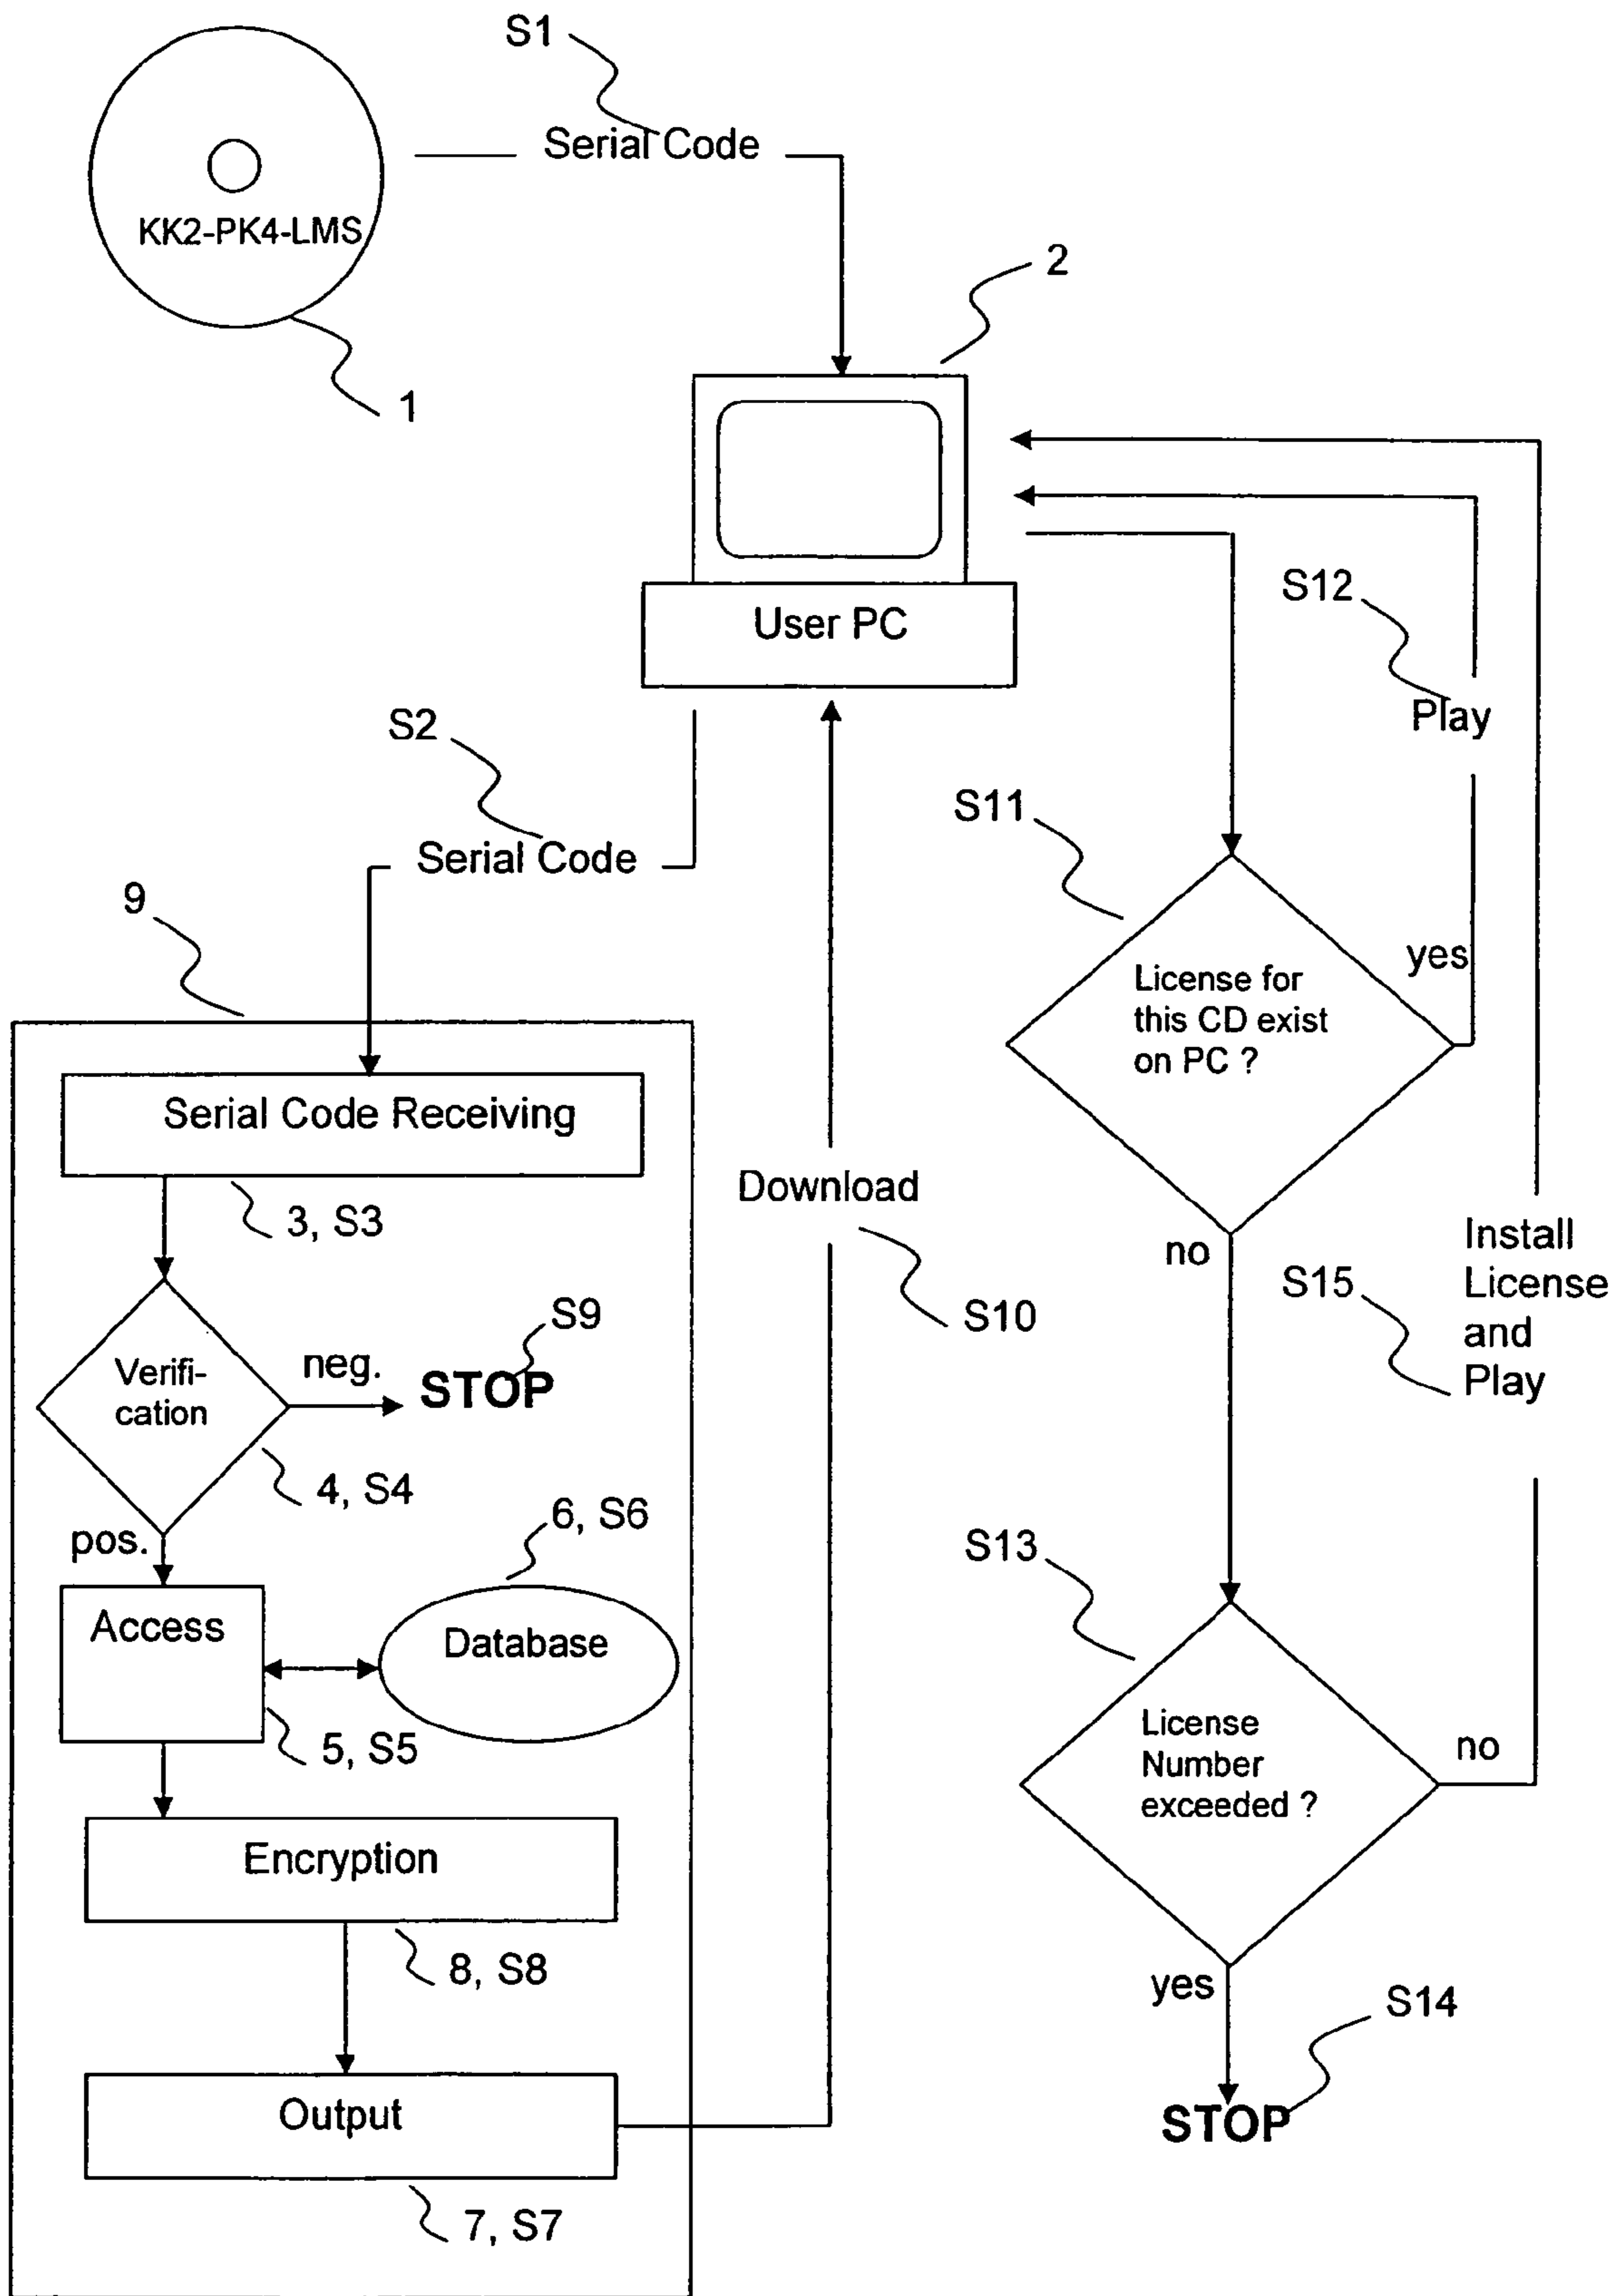 S1
Serial Code
KK2-PK4-LMS
1
2
User PC
S12
Play
S2
Serial Code
S11
9
License for
this CD exist
on PC ?
yes
no
Serial Code Receiving
3, S3
Download
S10
Install
License
and
Play
S15
Verifi-
cation
neg.
STOP
S9
4, S4
pos.
6, S6
Access
Database
5, S5
S13
License
Number
exceeded ?
no
yes
Encryption
8, S8
S14
STOP
Output
7, S7